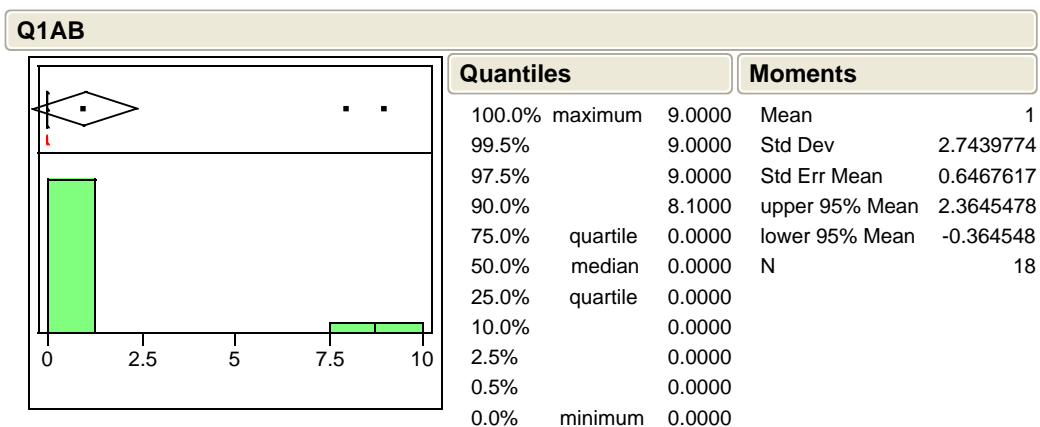 Q1AB
0 2.5 5 7.5 10
Quantiles
100.0% maximum 9.0000
99.5% 9.0000
97.5% 9.0000
90.0% 8.1000
75.0% quartile 0.0000
50.0% median 0.0000
25.0% quartile 0.0000
10.0% 0.0000
2.5% 0.0000
0.5% 0.0000
0.0% minimum 0.0000
Moments
Mean 1
Std Dev 2.7439774
Std Err Mean 0.6467617
upper 95% Mean 2.3645478
lower 95% Mean -0.364548
N 18